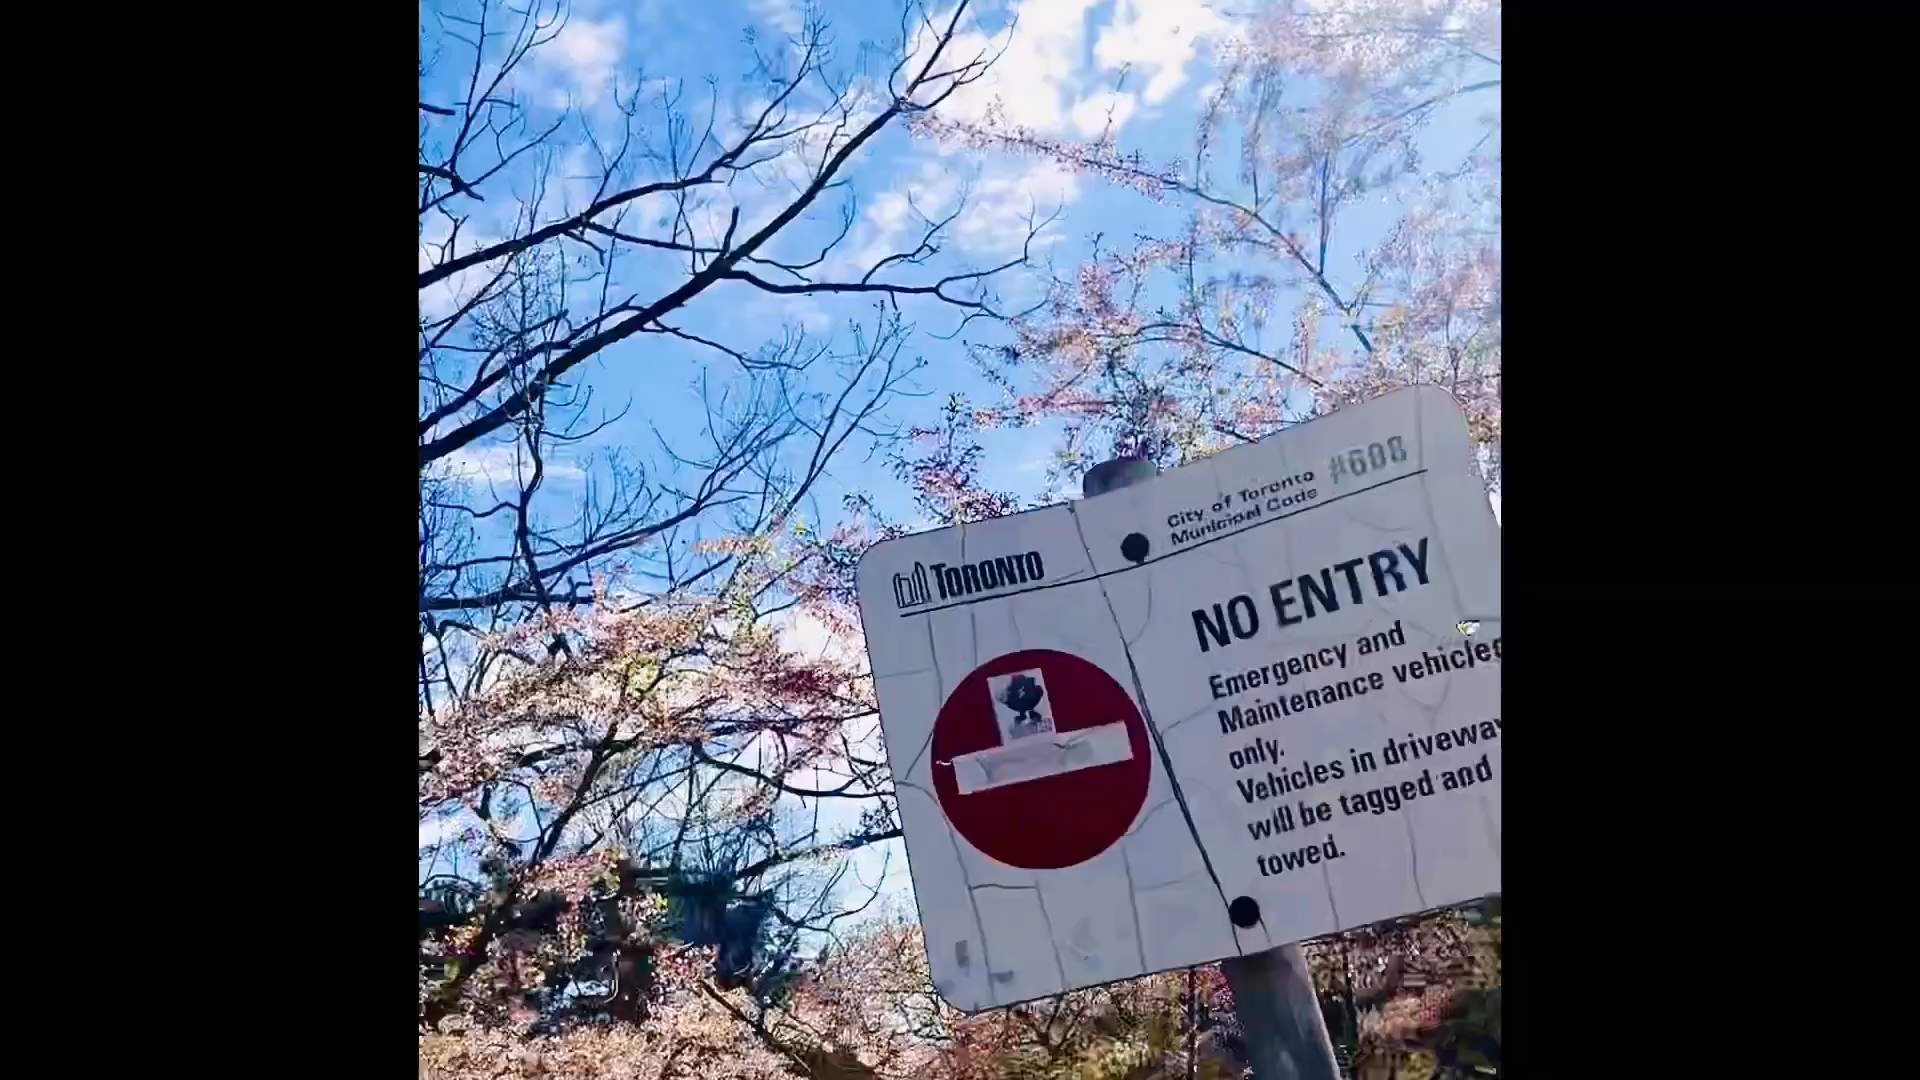 TORONTO
City of Toronto
Municipal Code
#608
NO ENTRY
Emergency and
Maintenance vehicles
only.
Vehicles in driveway
will be tagged and
towed.